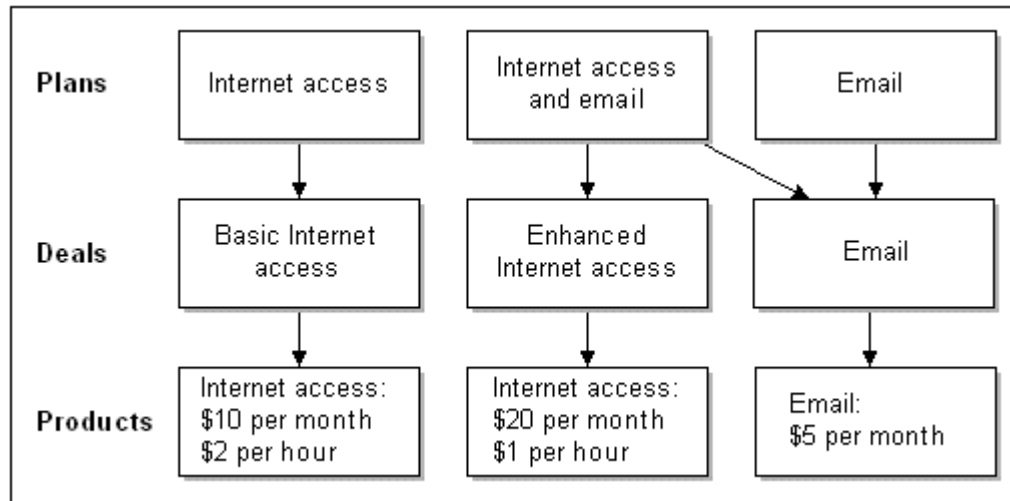 Plans
Internet access
Internet access
and email
Email
Deals
Basic Internet
access
Enhanced
Internet access
Email
Products
Internet access:
$10 per month
$2 per hour
Internet access:
$20 per month
$1 per hour
Email:
$5 per month